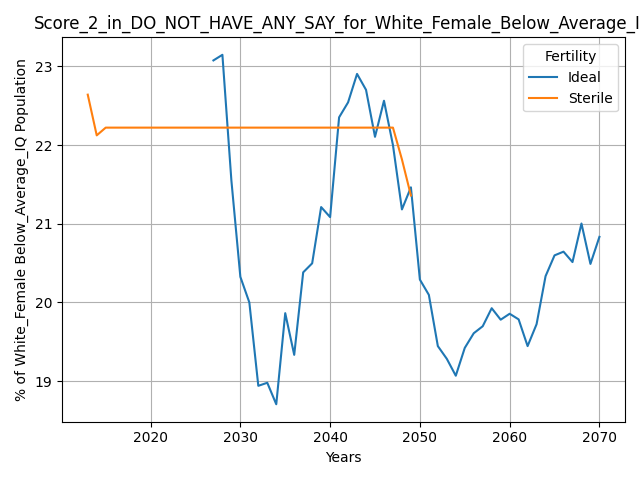 Score_2_in_DO_NOT_HAVE_ANY_SAY_for_White_Female_Below_Average_I
% of White_Female Below_Average_IQ Population
23
22
21
20
19
Fertility
Ideal
Sterile
2020 2030 2040 2050 2060 2070
Years